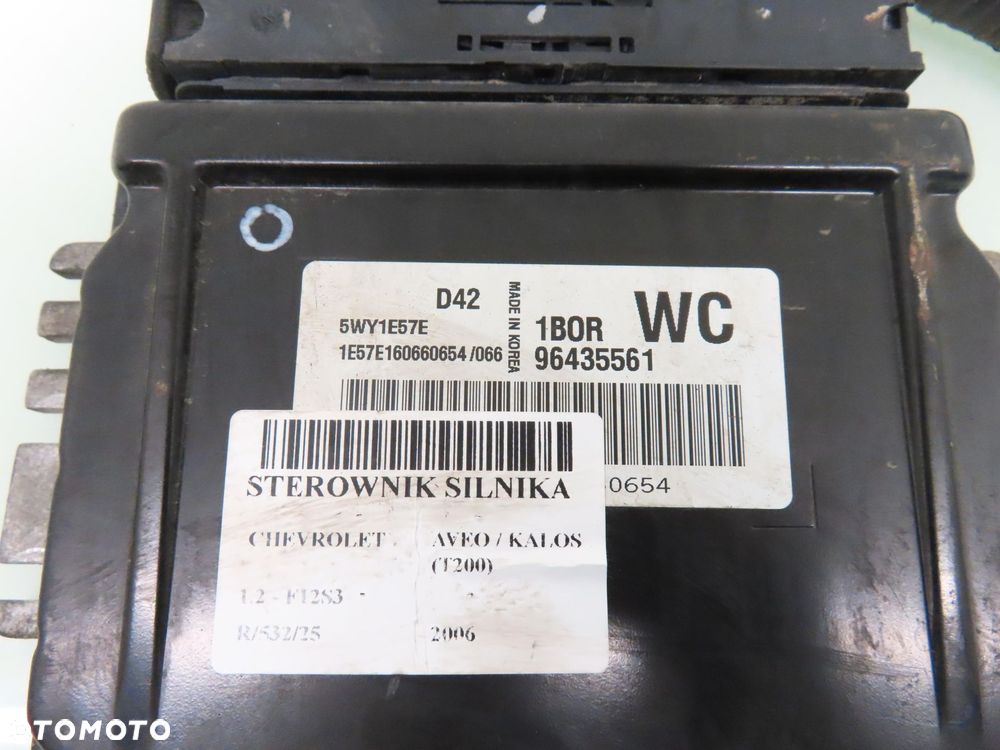 D42
MADE IN KOREA
WC
5WY1E57E
1BOR
1E57E160660654 /066
96435561
0654
STEROWNIK SILNIKA
CHEVROLET
AVEO / KALOS
(T200)
1.2 - F12S3 -
R/532/25
2006
OTOMOTO